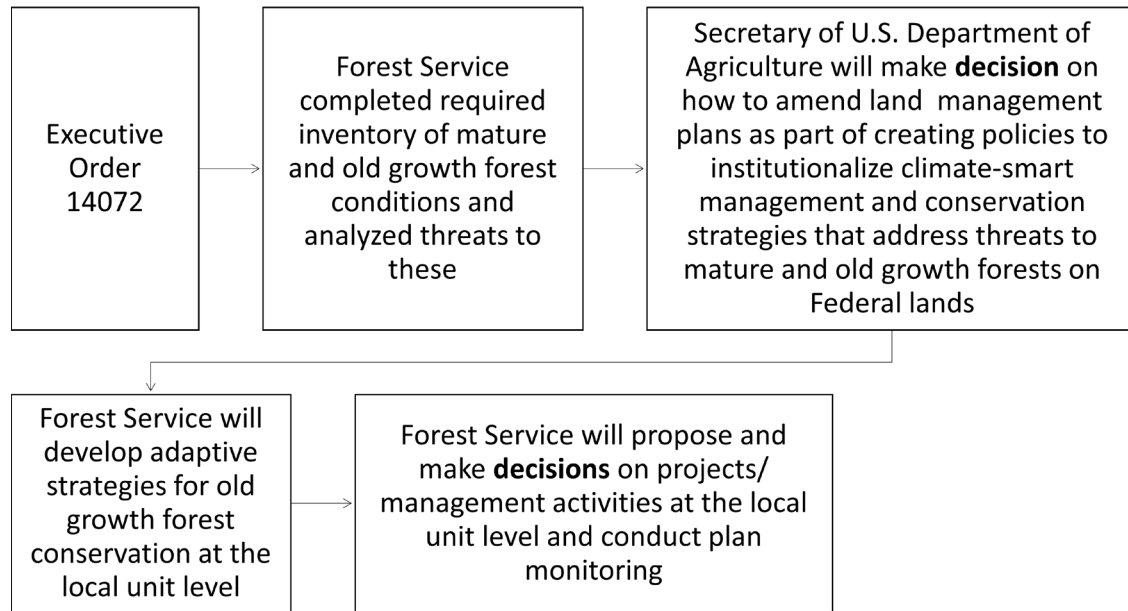 Executive
Order
14072
Forest Service
completed required
inventory of mature
and old growth forest
conditions and
analyzed threats to
these
Secretary of U.S. Department of
Agriculture will make decision on
how to amend land management
plans as part of creating policies to
institutionalize climate-smart
management and conservation
strategies that address threats to
mature and old growth forests on
Federal lands
Forest Service will
develop adaptive
strategies for old
growth forest
conservation at the
local unit level
Forest Service will propose and
make decisions on projects/
management activities at the local
unit level and conduct plan
monitoring